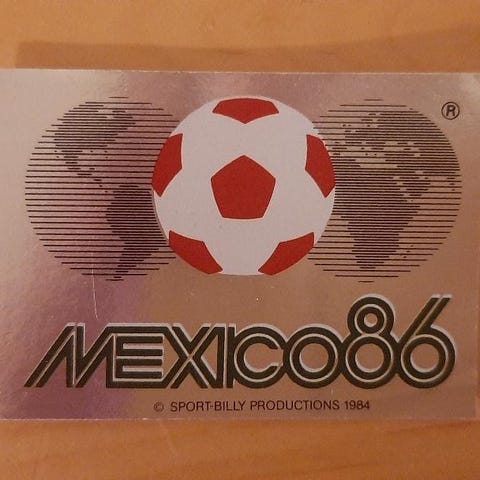 ®
MEXICO86
© SPORT-BILLY PRODUCTIONS 1984